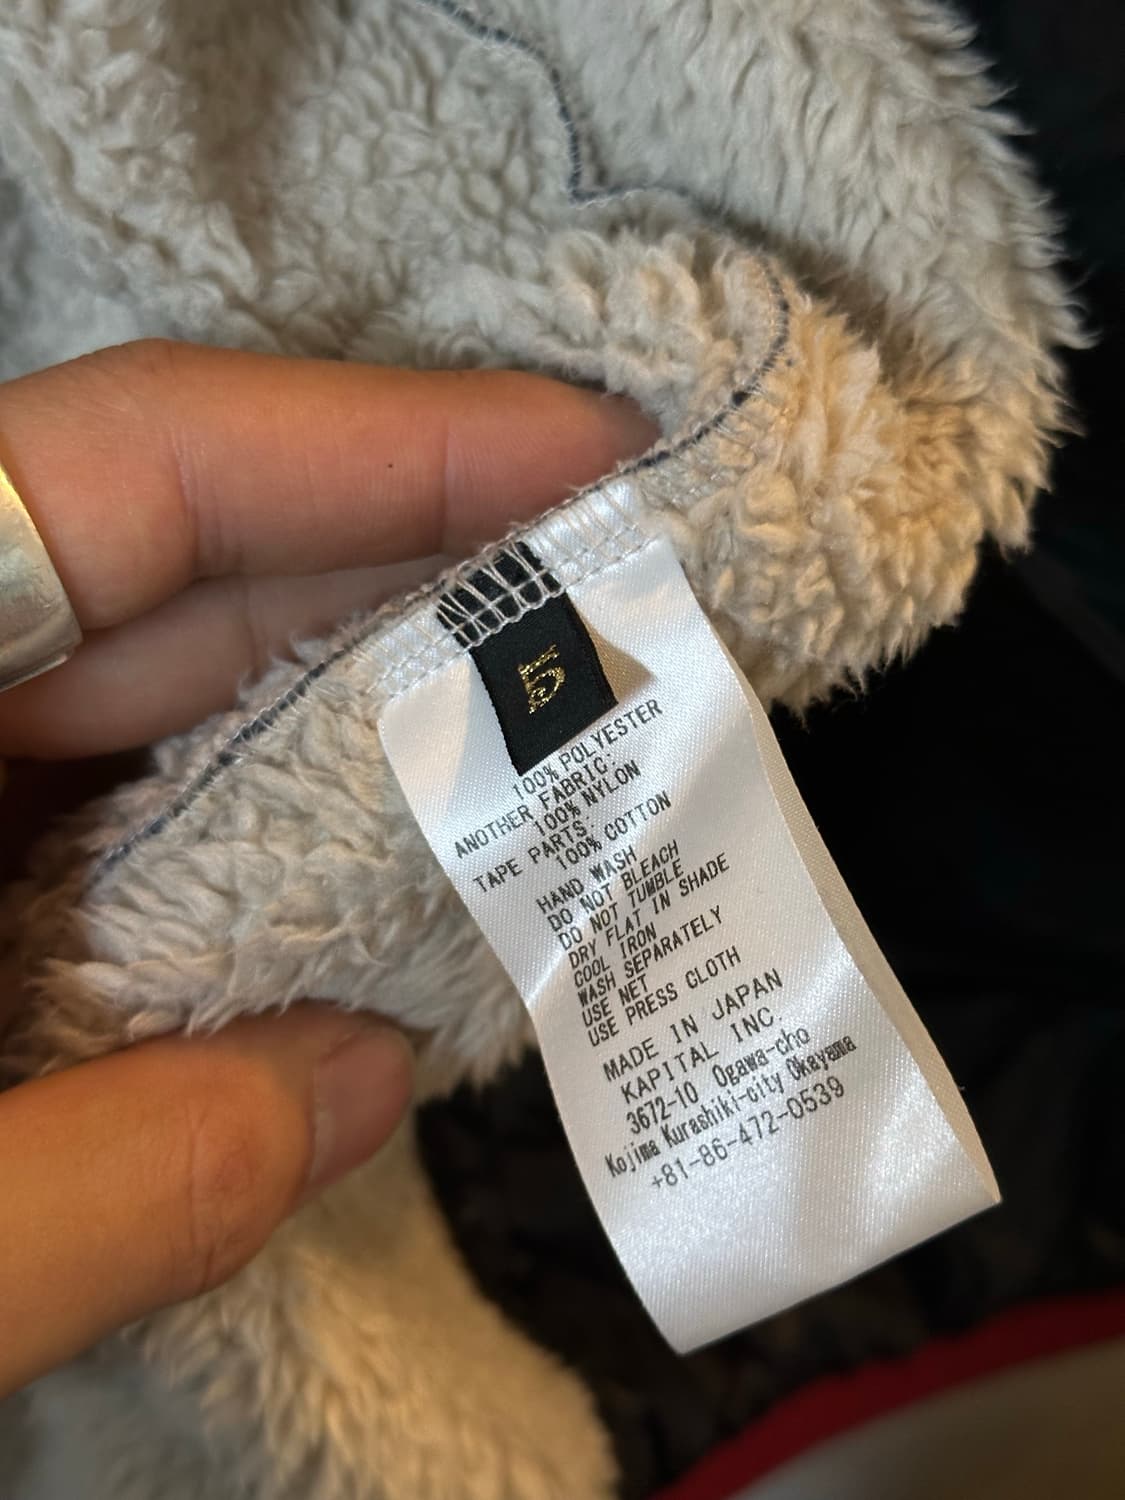 5
100% POLYESTER
ANOTHER FABRIC:
100% NYLON
TAPE PARTS:
100% COTTON
HAND WASH
DO NOT BLEACH
DO NOT TUMBLE
DRY FLAT IN SHADE
COOL IRON
WASH SEPARATELY
USE NET
USE PRESS CLOTH
MADE IN JAPAN
KAPITAL INC.
3672-10 Ogawa-cho
Kojima Kurashiki-city Okayama
+81-86-472-0539